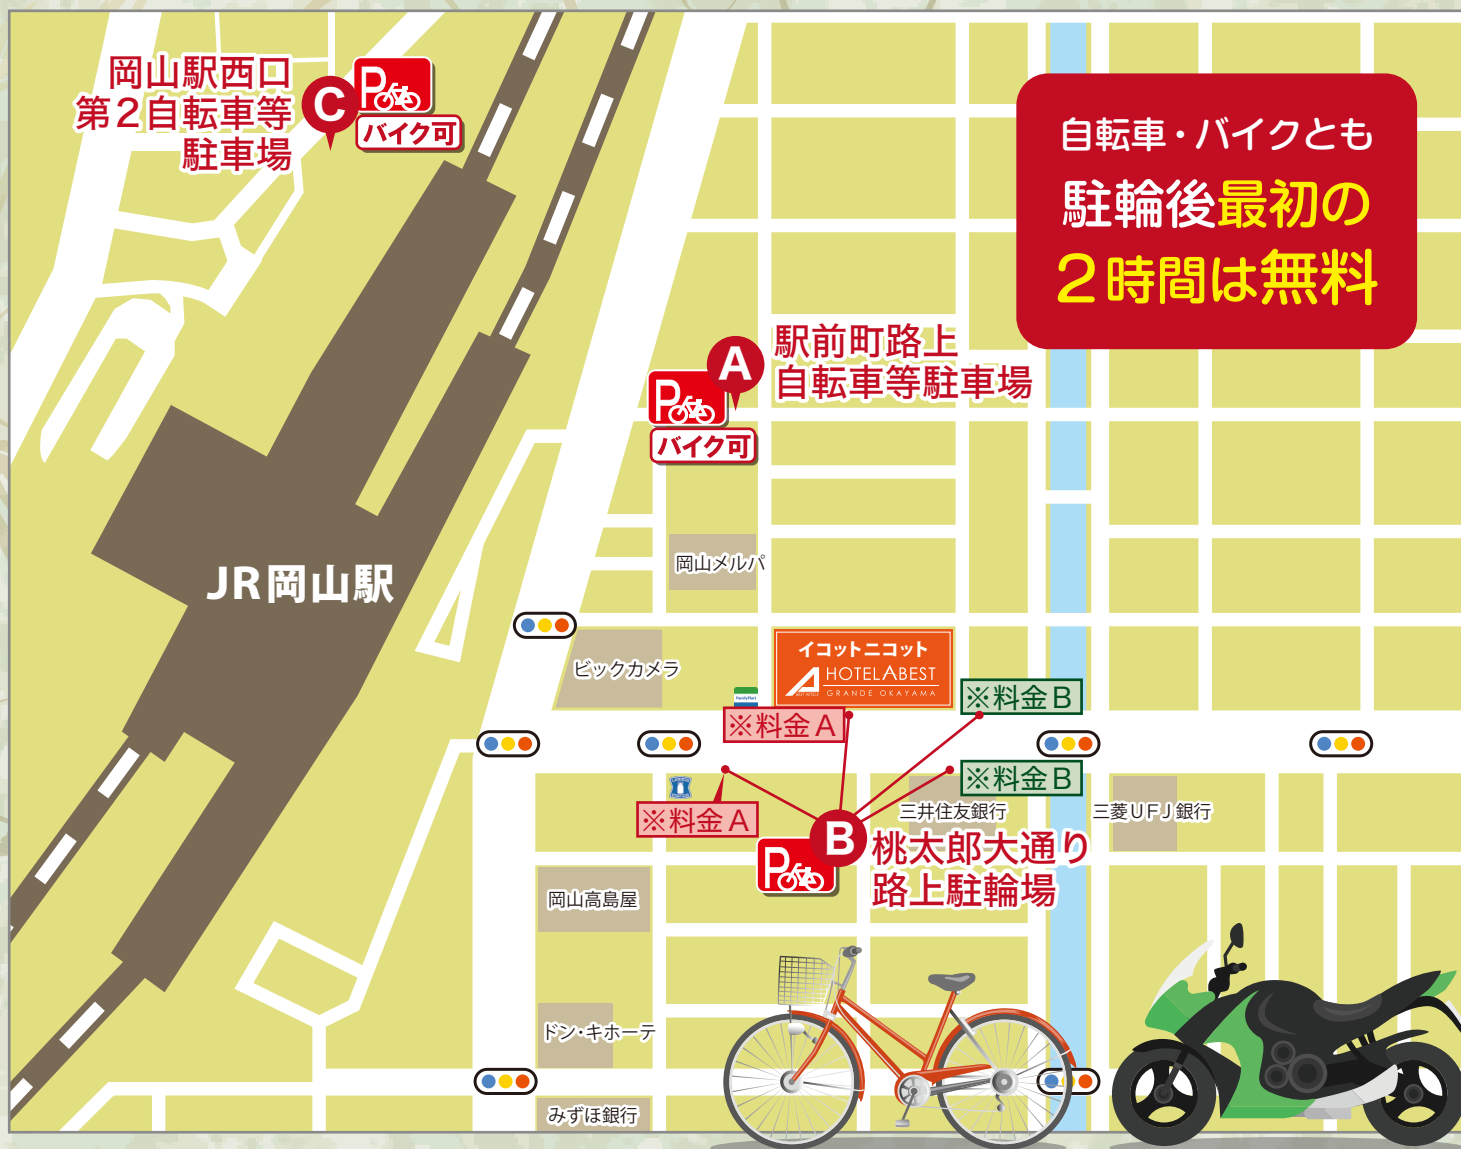 岡山駅西口
第2自転車等
駐車場
C
P
バイク可
自転車・バイクとも
駐輪後最初の
2時間は無料
A
駅前町路上
自転車等駐車場
P
バイク可
JR岡山駅
岡山メルパ
ビックカメラ
イコットニコット
HOTEL ABEST
GRANDE OKAYAMA
FamilyMart
※料金A
※料金B
※料金A
※料金B
三井住友銀行
三菱UFJ銀行
B
P
桃太郎大通り
路上駐輪場
岡山高島屋
ドン・キホーテ
みずほ銀行